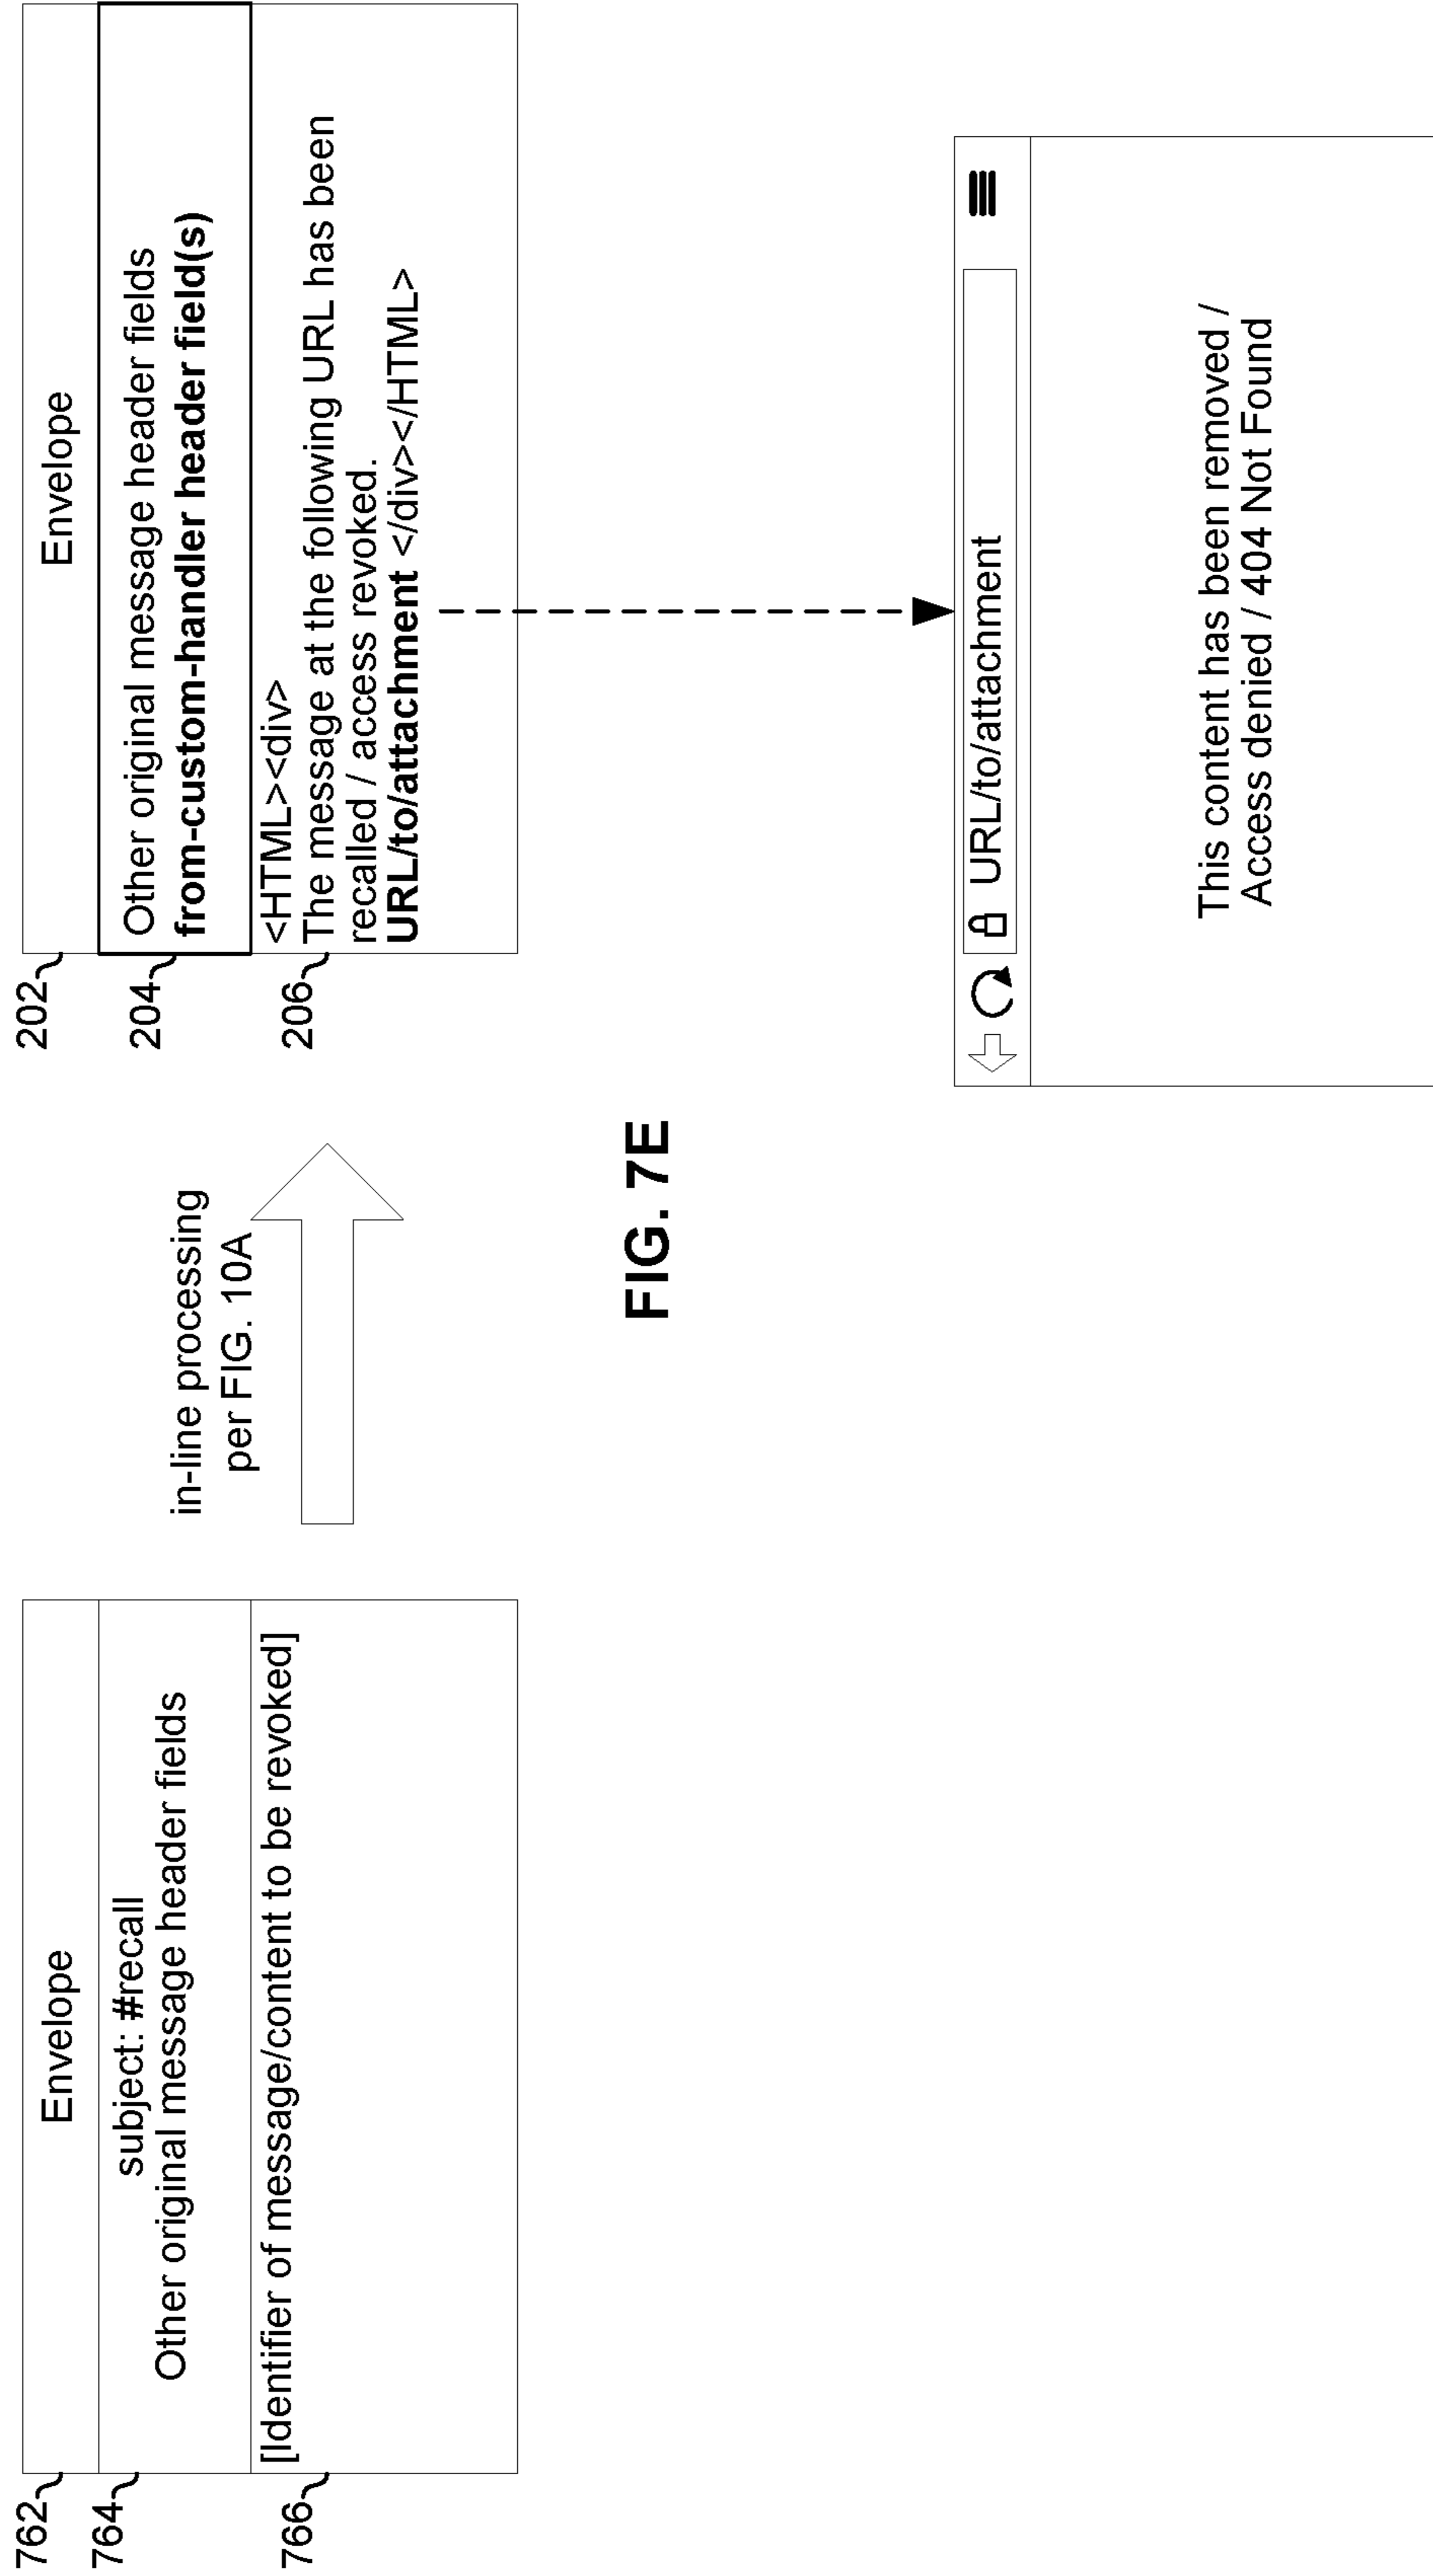 762
Envelope
764
subject: #recall
Other original message header fields
766
[Identifier of message/content to be revoked]
in-line processing
per FIG. 10A
202
Envelope
204
Other original message header fields
from-custom-handler header field(s)
206
<HTML><div>
The message at the following URL has been
recalled / access revoked.
URL/to/attachment </div></HTML>
FIG. 7E
URL/to/attachment
This content has been removed /
Access denied / 404 Not Found